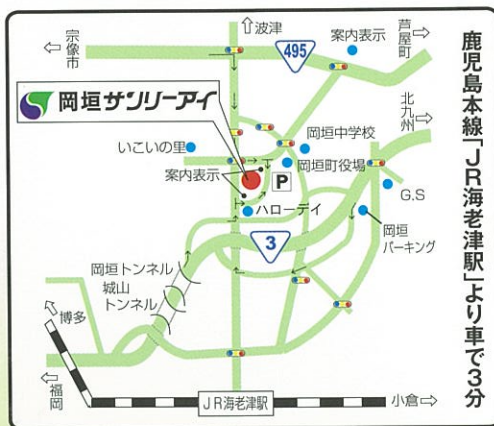 鹿児島本線「JR海老津駅」より車で3分
波津
宗像市
495
案内表示
芦屋町
岡垣サンリーアイ
北九州
岡垣中学校
いこいの里
岡垣町役場
案内表示
P
G.S
ハローデイ
岡垣
パーキング
3
岡垣トンネル
城山
トンネル
博多
福岡
JR海老津駅
小倉